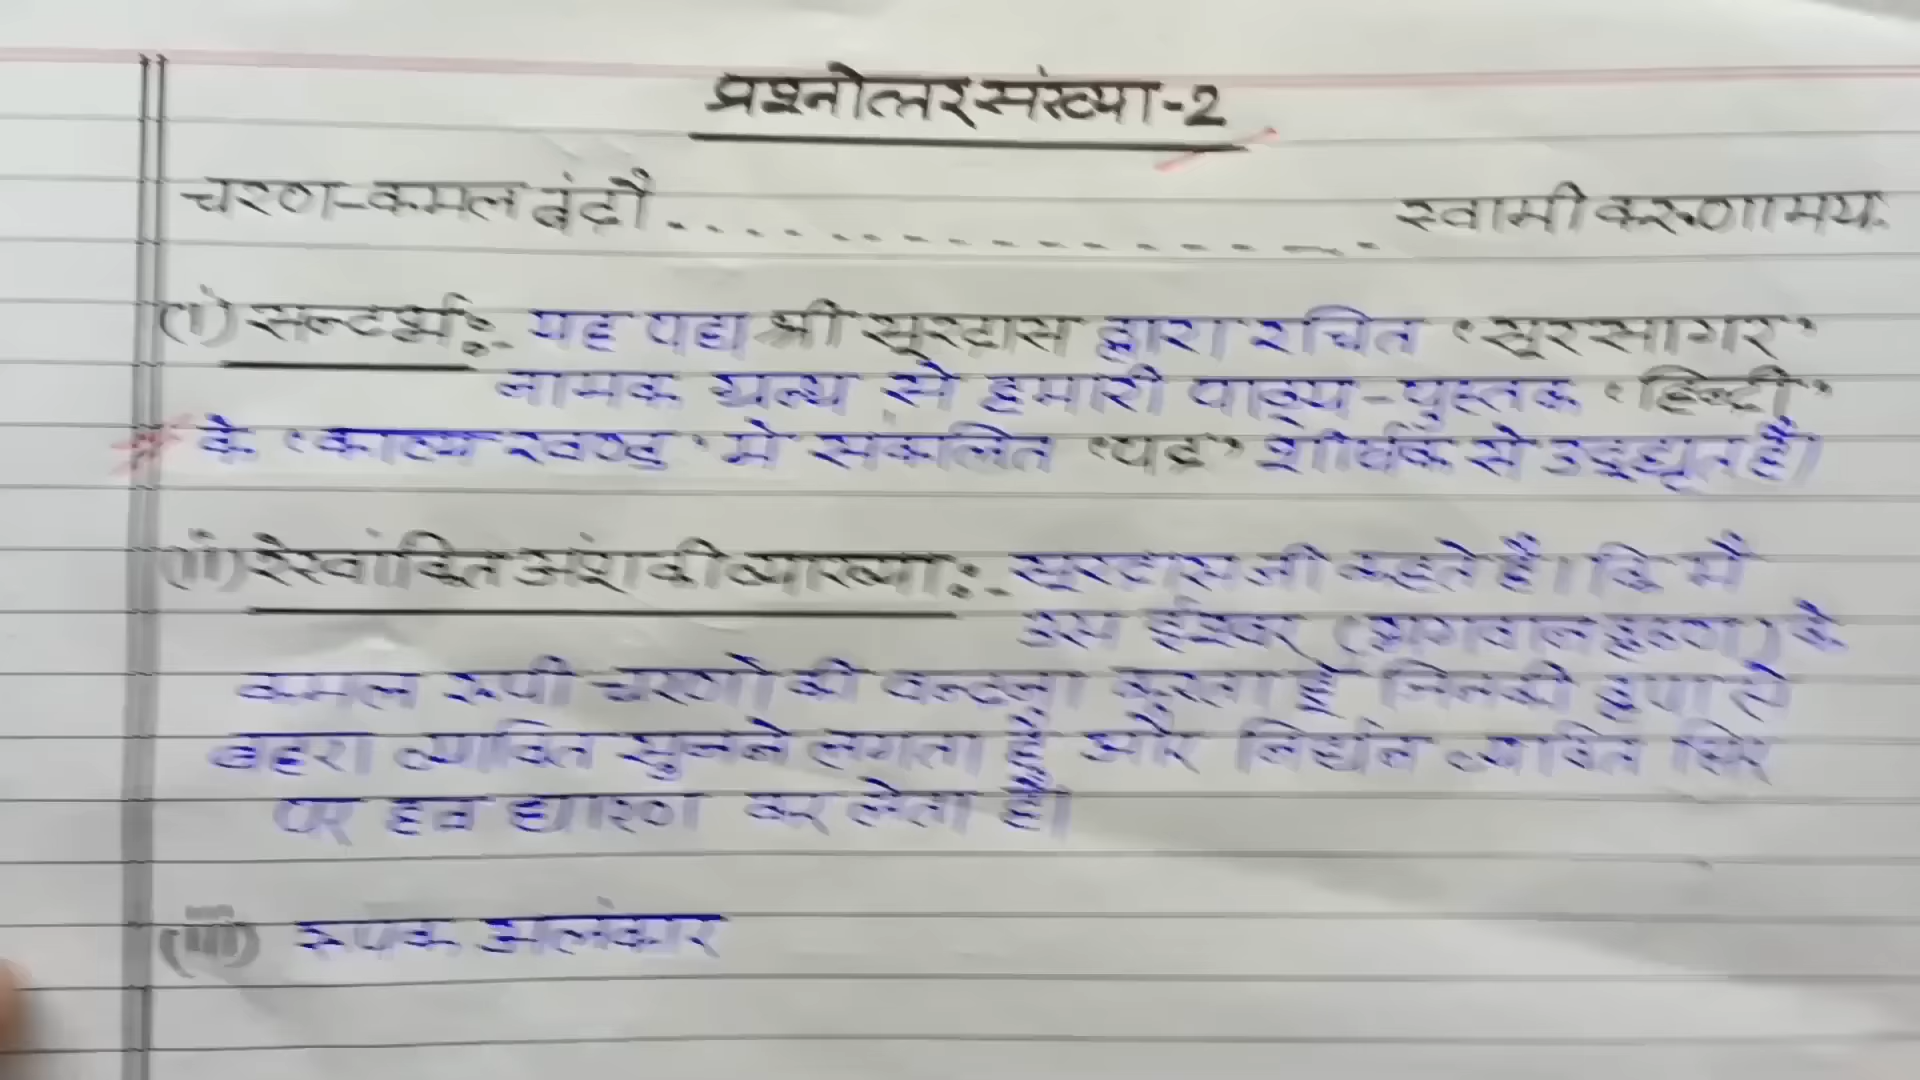 प्रश्नोत्तर संख्या-2
चरण-कमल बंदौं. . . . . . . . . . . . . . . . . . . . स्वामी करुणामय.
(i) सन्दर्भ:- यह पद्य श्री सूरदास द्वारा रचित 'सूरसागर'
नामक ग्रन्थ से हमारी पाठ्य-पुस्तक 'हिन्दी'
के 'काव्य खण्ड' मे संकलित 'पद' शीर्षक से उद्धृत है।
(ii) रेखांकित अंश की व्याख्या:- सूरदास जी कहते है। कि मैं
उस ईश्वर (भगवान कृष्ण) के
कमल रूपी चरणो की वन्दना करता हूँ जिनकी कृपा से
बहरा व्यक्ति सुनने लगता है और निर्धन व्यक्ति सिर
पर छत्र धारण कर लेता है।
(iii) रूपक अलंकार